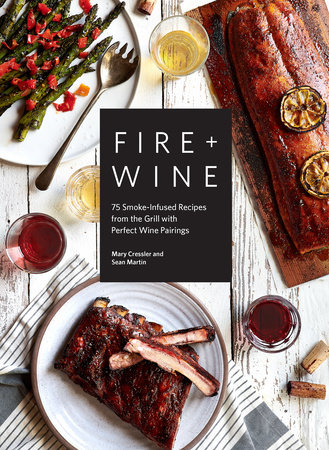 FIRE +
WINE
75 Smoke-Infused Recipes
from the Grill with
Perfect Wine Pairings
Mary Cressler and
Sean Martin